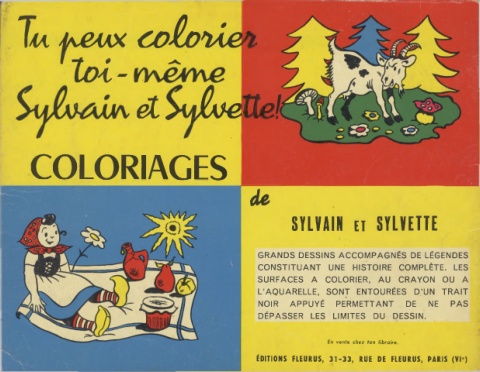 Tu peux colorier
toi-même
Sylvain et Sylvette!
COLORIAGES
de
SYLVAIN ET SYLVETTE
GRANDS DESSINS ACCOMPAGNÉS DE LÉGENDES
CONSTITUANT UNE HISTOIRE COMPLÈTE. LES
SURFACES A COLORIER, AU CRAYON OU A
L'AQUARELLE, SONT ENTOURÉES D'UN TRAIT
NOIR APPUYÉ PERMETTANT DE NE PAS
DÉPASSER LES LIMITES DU DESSIN.
En vente chez ton libraire.
ÉDITIONS FLEURUS, 31-33, RUE DE FLEURUS, PARIS (VIe)